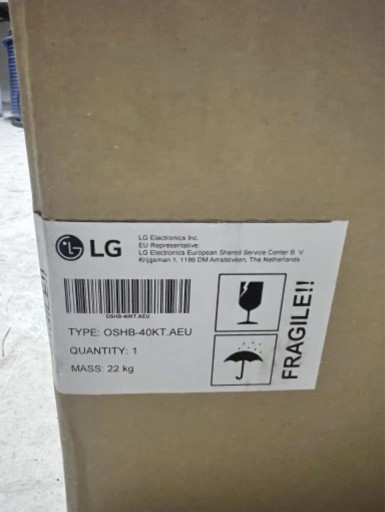 LG
LG Electronics Inc.
EU Representative:
LG Electronics European Shared Service Center B. V
Krijgsman 1, 1186 DM Amstelveen, The Netherlands
OSHB-40KT.AEU
TYPE: OSHB-40KT.AEU
QUANTITY: 1
MASS: 22 kg
FRAGILE!!